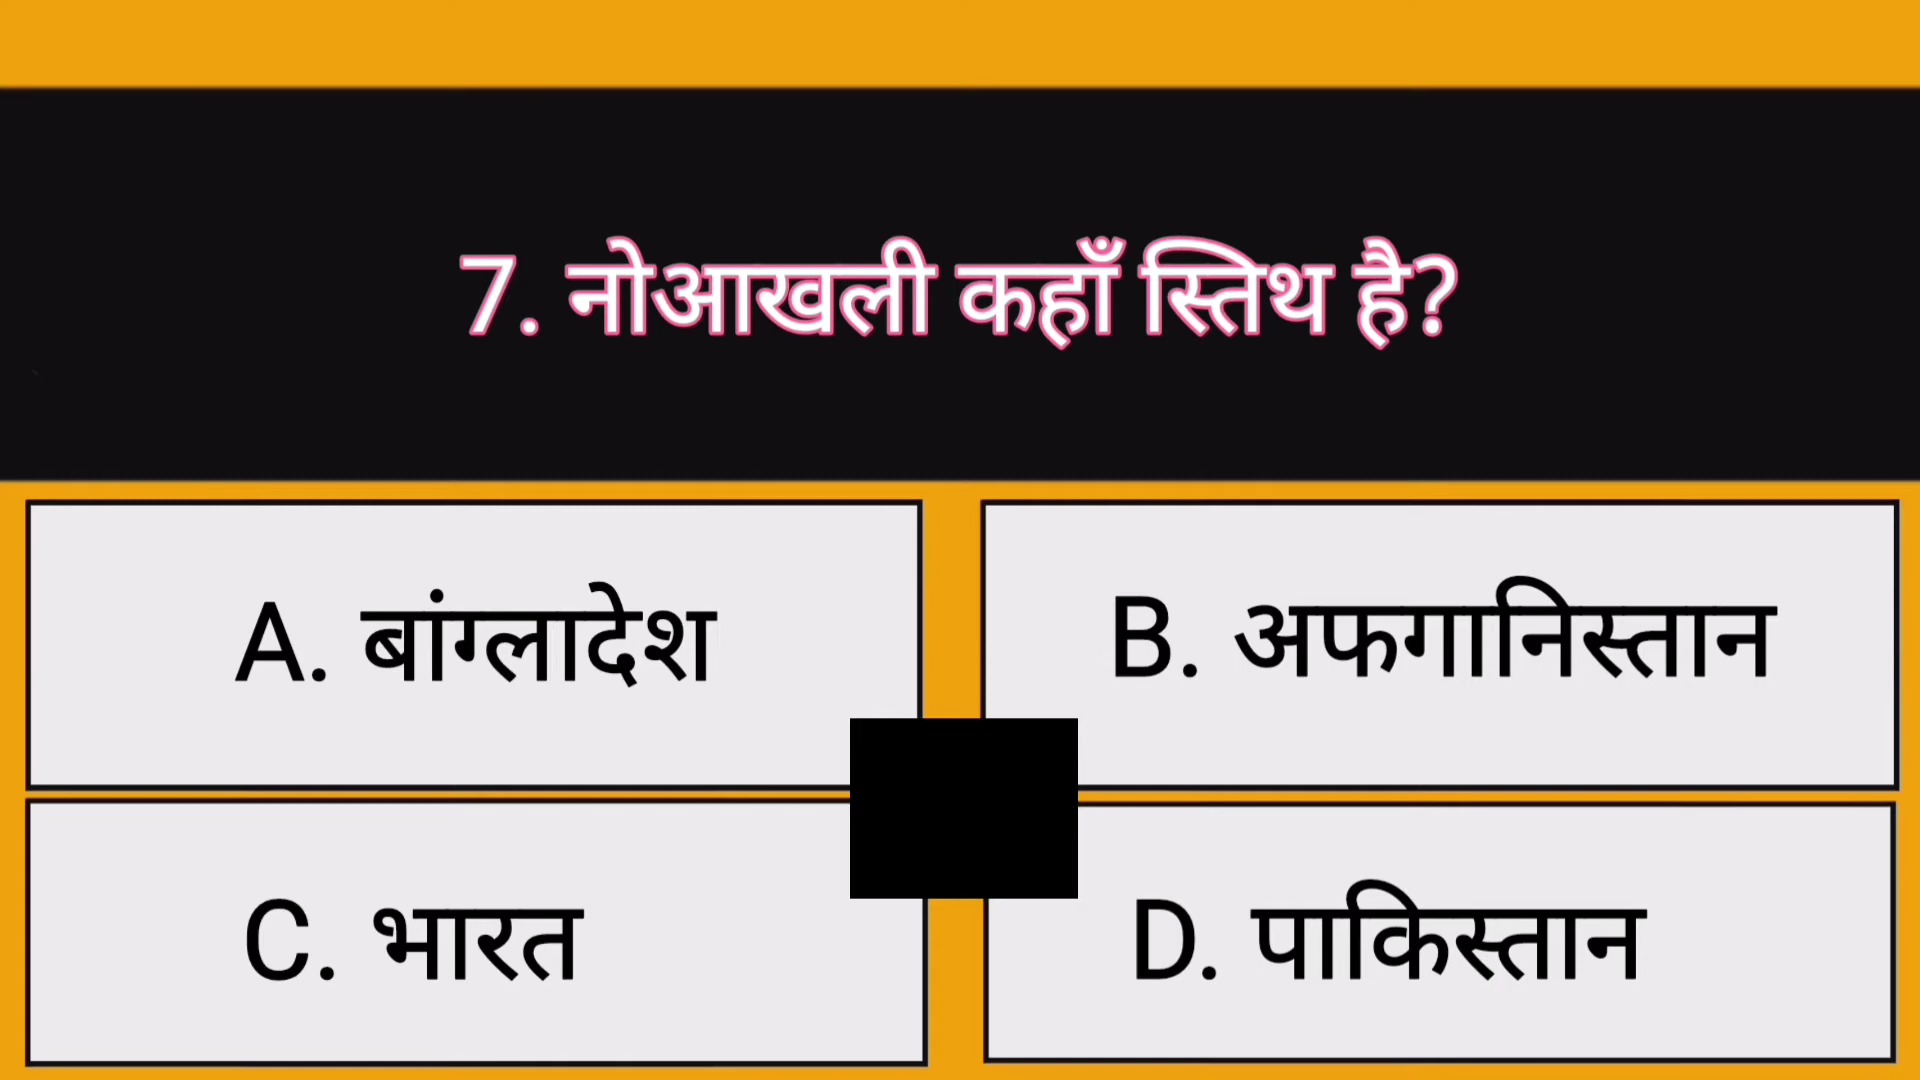 7. नोआखली कहाँ स्तिथ है?
A. बांग्लादेश
B. अफगानिस्तान
C. भारत
D. पाकिस्तान